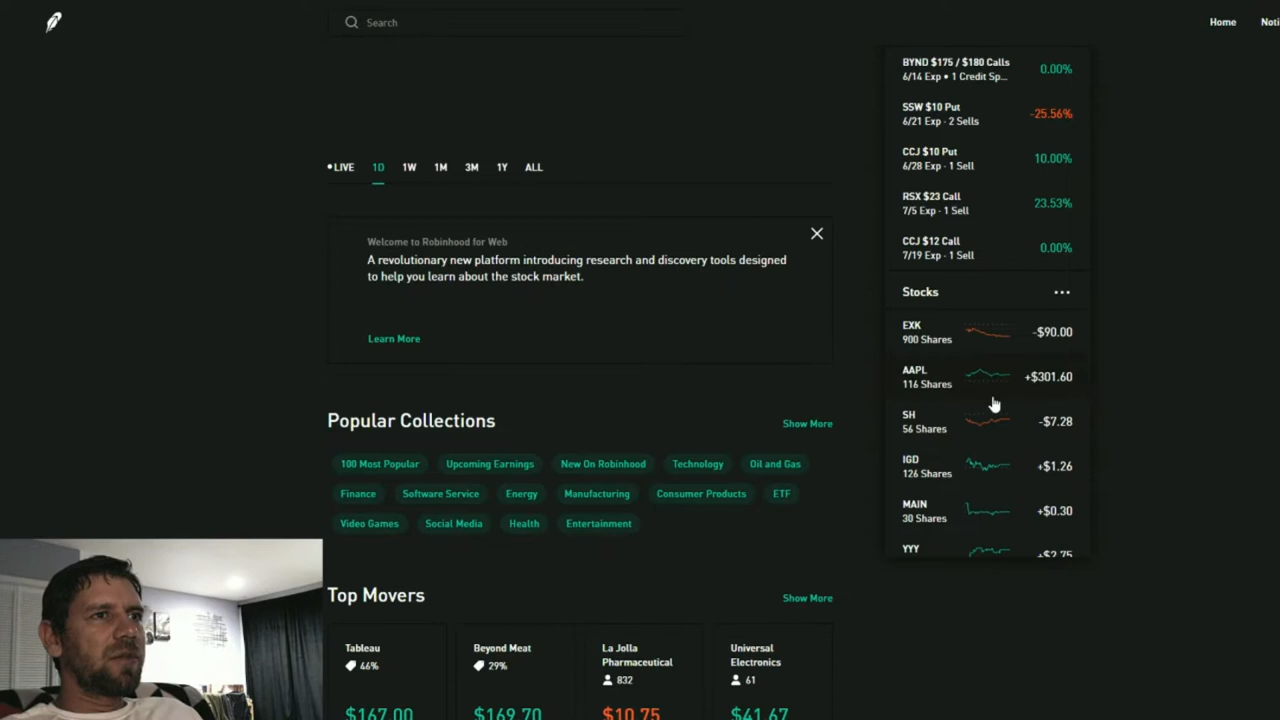 Search
Home
Noti
BYND $175 / $180 Calls
6/14 Exp • 1 Credit Sp...
0.00%
SSW $10 Put
6/21 Exp · 2 Sells
-25.56%
CCJ $10 Put
6/28 Exp · 1 Sell
10.00%
RSX $23 Call
7/5 Exp · 1 Sell
23.53%
CCJ $12 Call
7/19 Exp · 1 Sell
0.00%
LIVE 1D 1W 1M 3M 1Y ALL
Welcome to Robinhood for Web
A revolutionary new platform introducing research and discovery tools designed
to help you learn about the stock market.
Learn More
Stocks
EXK
900 Shares
-$90.00
AAPL
116 Shares
+$301.60
SH
56 Shares
-$7.28
IGD
126 Shares
+$1.26
MAIN
30 Shares
+$0.30
YYY
+$2.75
Popular Collections
Show More
100 Most Popular
Upcoming Earnings
New On Robinhood
Technology
Oil and Gas
Finance
Software Service
Energy
Manufacturing
Consumer Products
ETF
Video Games
Social Media
Health
Entertainment
Top Movers
Show More
Tableau
46%
$167.00
Beyond Meat
29%
$169.70
La Jolla
Pharmaceutical
832
$10.75
Universal
Electronics
61
$41.67